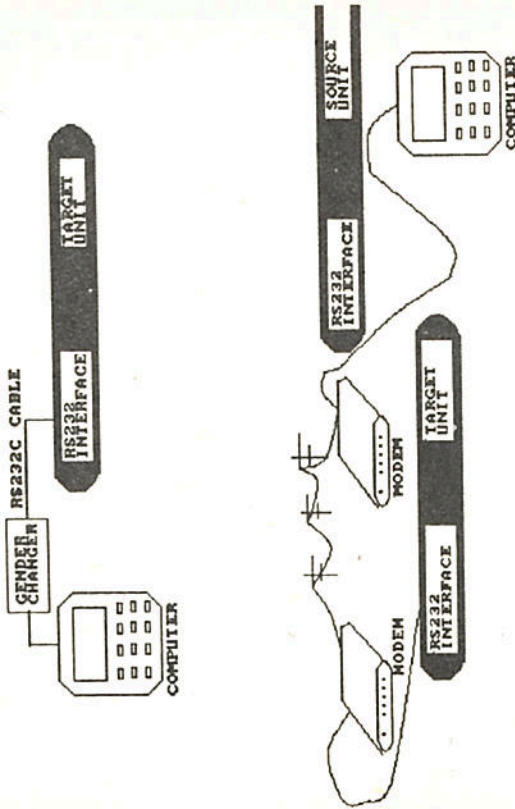 COMPUTER
GENDER
CHANGER
RS232C CABLE
RS232
INTERFACE
TARGET
UNIT
MODEM
MODEM
RS232
INTERFACE
SOURCE
UNIT
RS232
INTERFACE
TARGET
UNIT
COMPUTER